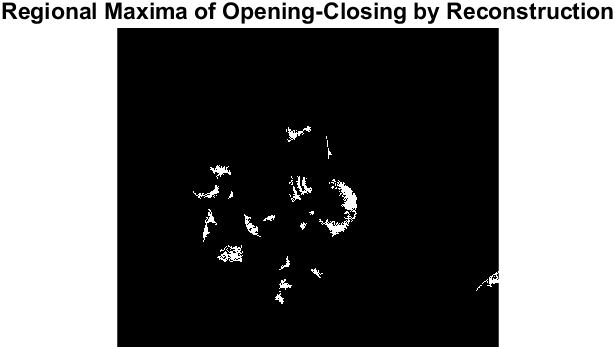 Regional Maxima of Opening-Closing by Reconstruction